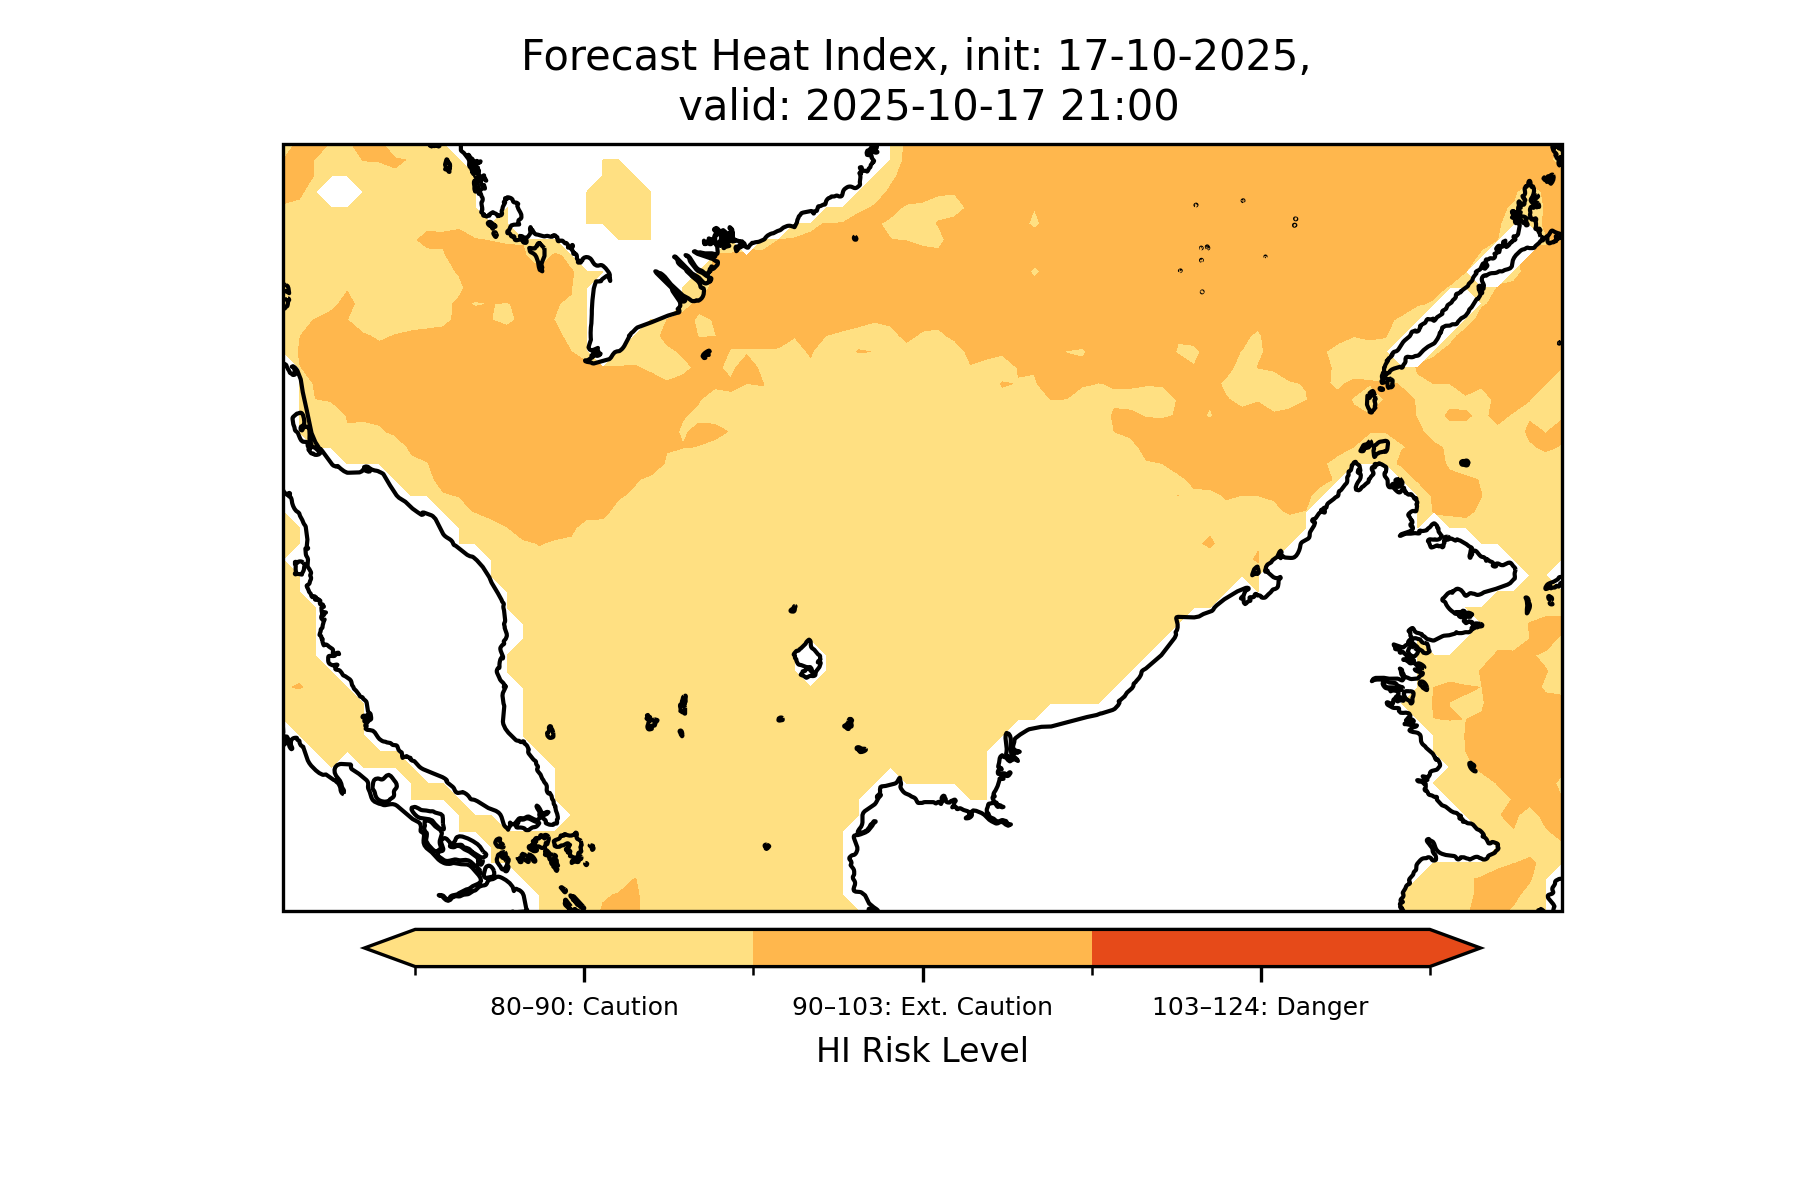 Forecast Heat Index, init: 17-10-2025,
valid: 2025-10-17 21:00
80–90: Caution
90–103: Ext. Caution
103–124: Danger
HI Risk Level